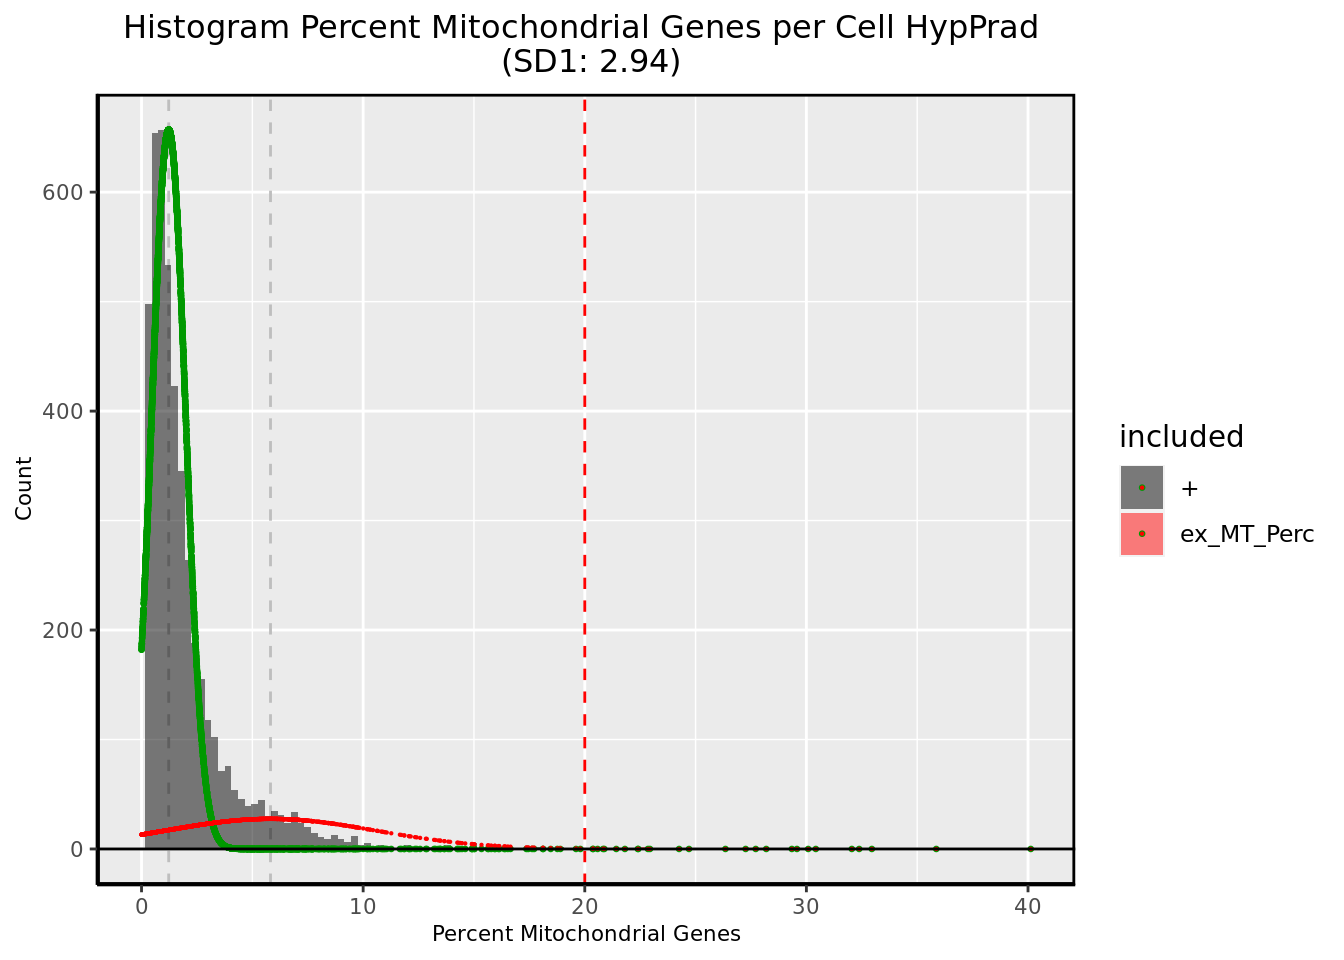 Histogram Percent Mitochondrial Genes per Cell HypPrad
(SD1: 2.94)
600
400
200
0
Count
0 10 20 30 40
Percent Mitochondrial Genes
included
+
ex_MT_Perc